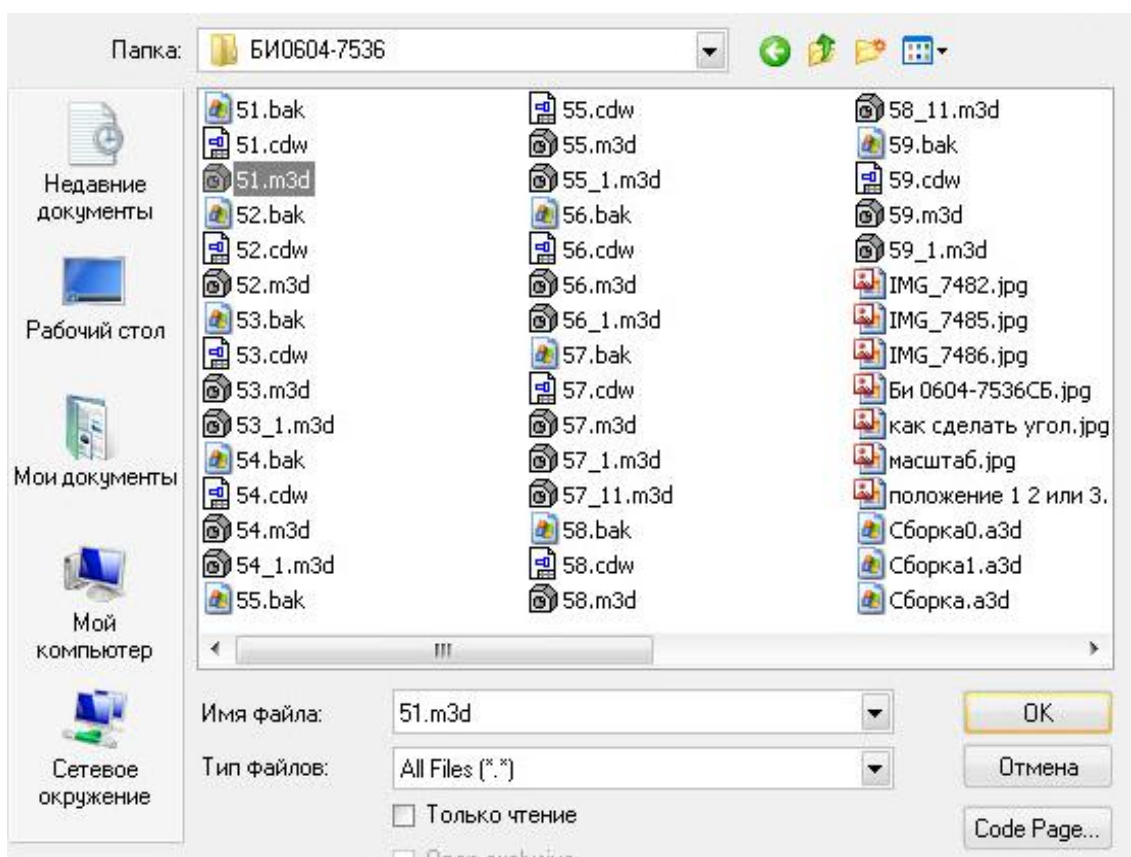 Папка:
БИ0604-7536
Недавние
документы
Рабочий стол
Мои документы
Мой
компьютер
Сетевое
окружение
51.bak
51.cdw
51.m3d
52.bak
52.cdw
52.m3d
53.bak
53.cdw
53.m3d
53_1.m3d
54.bak
54.cdw
54.m3d
54_1.m3d
55.bak
55.cdw
55.m3d
55_1.m3d
56.bak
56.cdw
56.m3d
56_1.m3d
57.bak
57.cdw
57.m3d
57_1.m3d
57_11.m3d
58.bak
58.cdw
58.m3d
58_11.m3d
59.bak
59.cdw
59.m3d
59_1.m3d
IMG_7482.jpg
IMG_7485.jpg
IMG_7486.jpg
Би 0604-7536СБ.jpg
как сделать угол.jpg
масштаб.jpg
положение 1 2 или 3.
Сборка0.a3d
Сборка1.a3d
Сборка.a3d
Имя файла:
51.m3d
OK
Тип файлов:
All Files (*.*)
Отмена
Только чтение
Code Page...